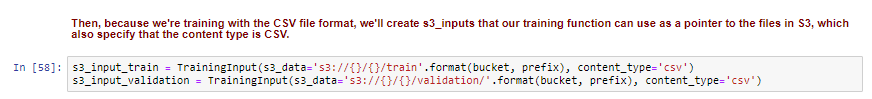 Then, because we're training with the CSV file format, we'll create s3_inputs that our training function can use as a pointer to the files in S3, which
also specify that the content type is CSV.
In [58]: s3_input_train = TrainingInput(s3_data='s3://{}/{}/train'.format(bucket, prefix), content_type='csv')
s3_input_validation = TrainingInput(s3_data='s3://{}/{}/validation/'.format(bucket, prefix), content_type='csv')